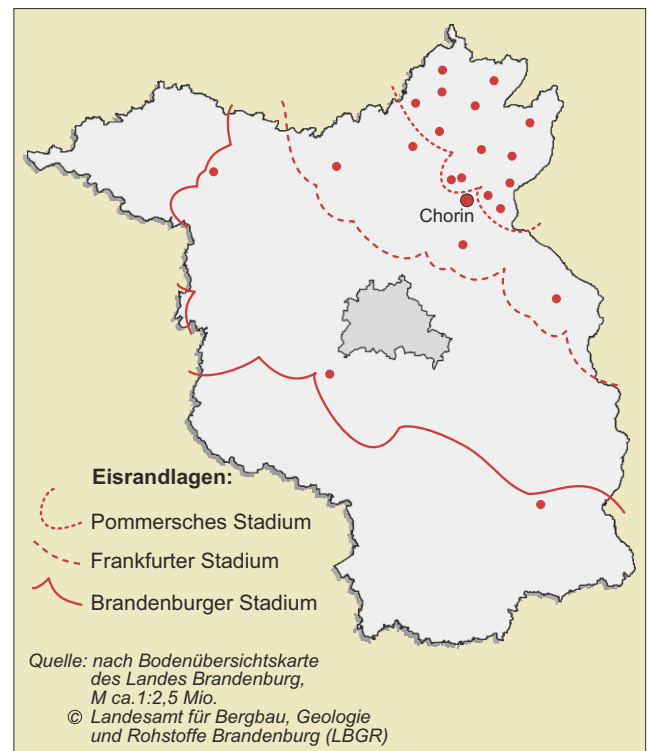 Chorin
Eisrandlagen:
Pommersches Stadium
Frankfurter Stadium
Brandenburger Stadium
Quelle: nach Bodenübersichtskarte
des Landes Brandenburg,
M ca.1:2,5 Mio.
© Landesamt für Bergbau, Geologie
und Rohstoffe Brandenburg (LBGR)